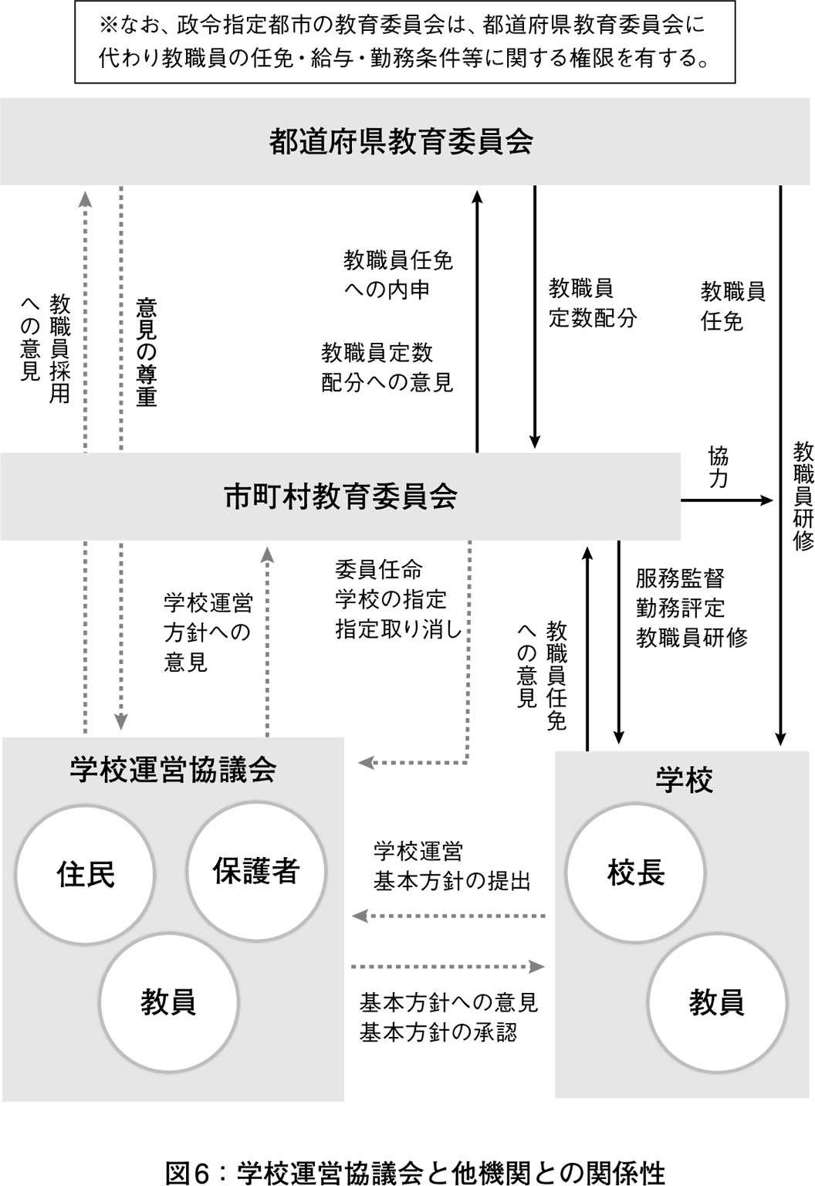 ※なお、政令指定都市の教育委員会は、都道府県教育委員会に
代わり教職員の任免・給与・勤務条件等に関する権限を有する。
都道府県教育委員会
教職員採用
への意見
意見の尊重
教職員任免
への内申
教職員定数
配分への意見
教職員
定数配分
教職員
任免
市町村教育委員会
協力
教職員研修
学校運営
方針への
意見
委員任命
学校の指定
指定取り消し
教職員任免
への意見
服務監督
勤務評定
教職員研修
学校運営協議会
住民
保護者
教員
学校運営
基本方針の提出
基本方針への意見
基本方針の承認
学校
校長
教員
図6：学校運営協議会と他機関との関係性